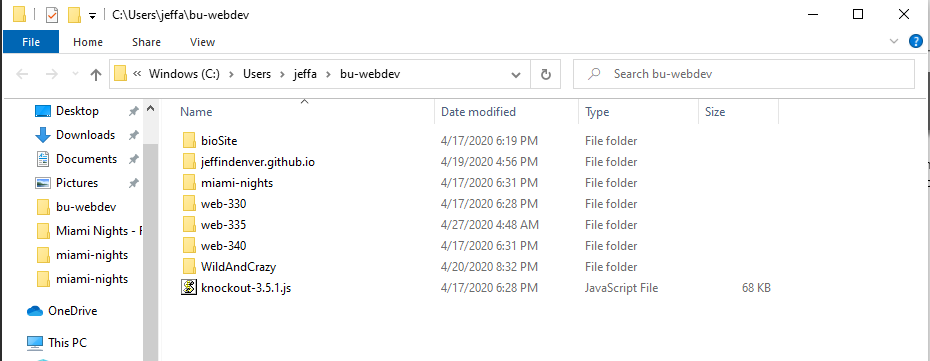 C:\Users\jeffa\bu-webdev
File Home Share View
« Windows (C:) > Users > jeffa > bu-webdev
Search bu-webdev
Desktop
Downloads
Documents
Pictures
bu-webdev
Miami Nights - F
miami-nights
miami-nights
OneDrive
This PC
Name Date modified Type Size
bioSite 4/17/2020 6:19 PM File folder
jeffindenver.github.io 4/19/2020 4:56 PM File folder
miami-nights 4/17/2020 6:31 PM File folder
web-330 4/17/2020 6:28 PM File folder
web-335 4/27/2020 4:48 AM File folder
web-340 4/17/2020 6:31 PM File folder
WildAndCrazy 4/20/2020 8:32 PM File folder
knockout-3.5.1.js 4/17/2020 6:28 PM JavaScript File 68 KB